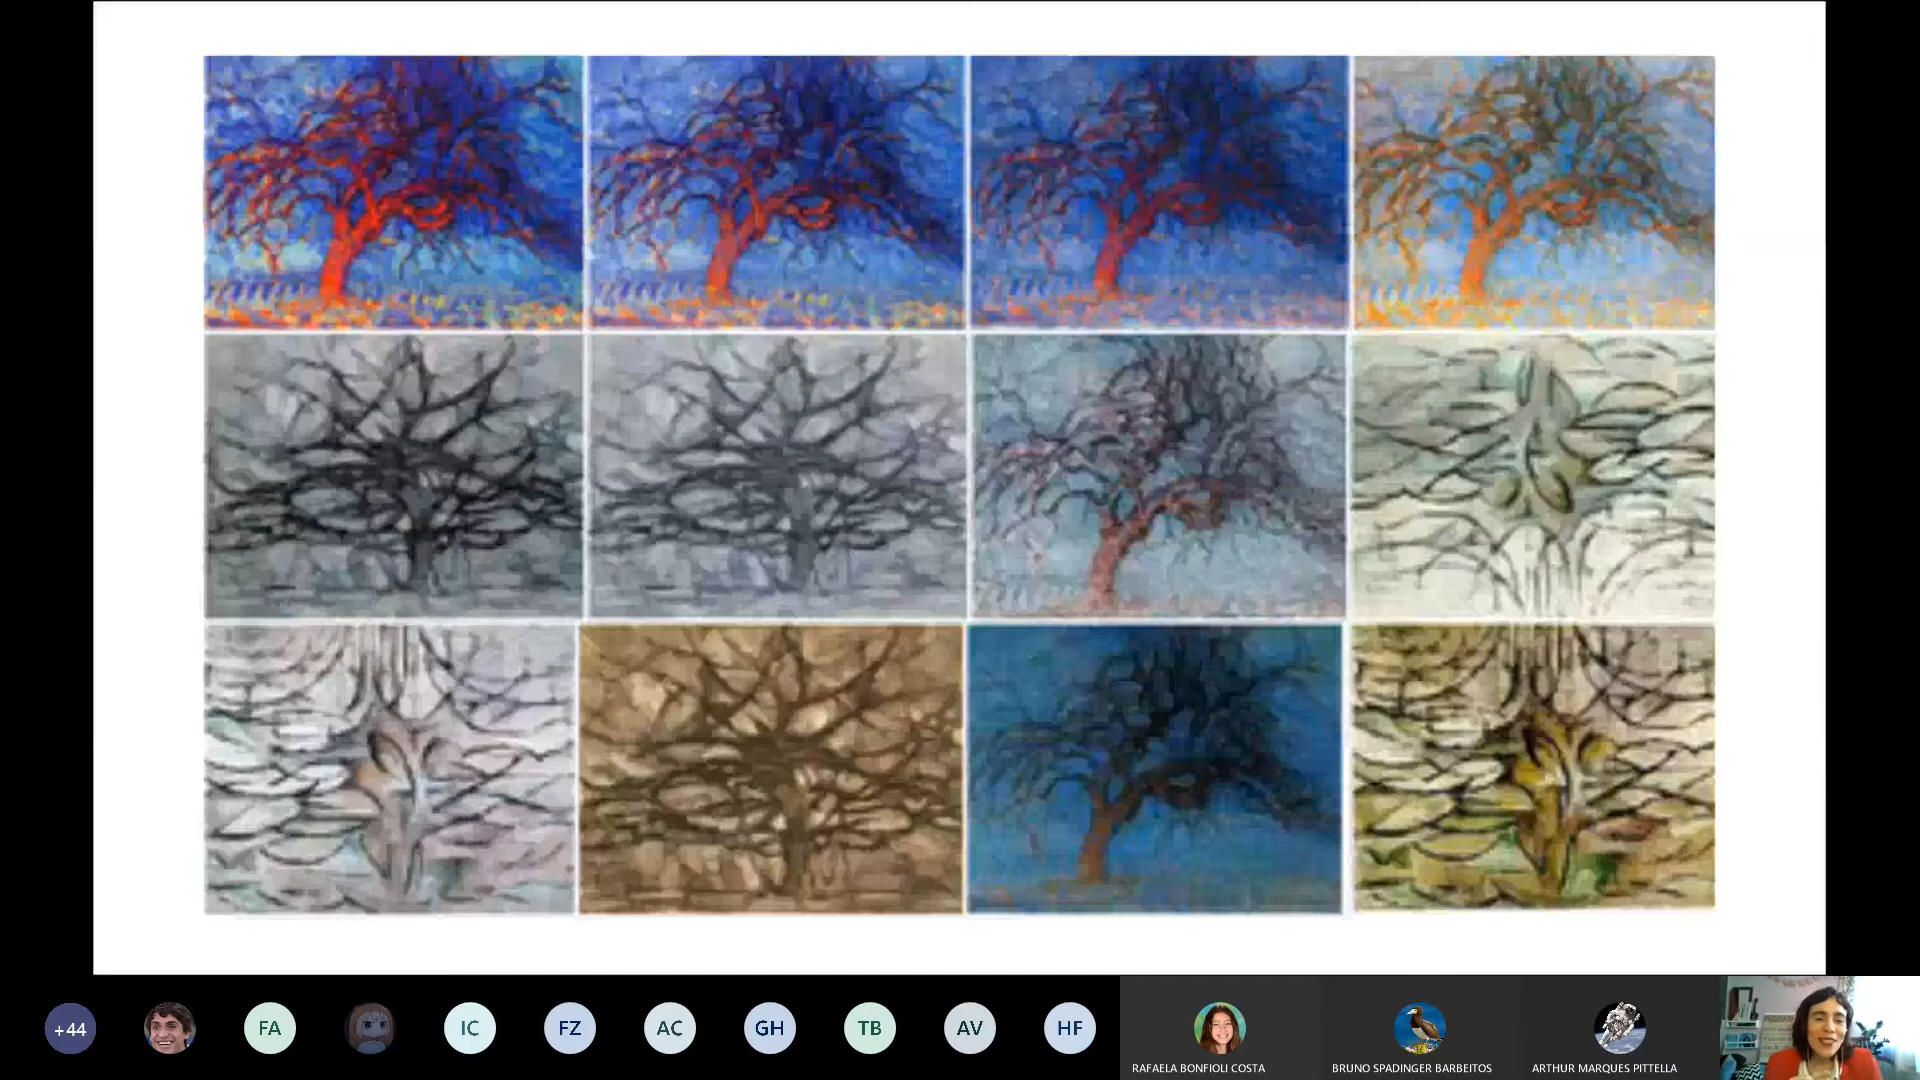 +44
FA
IC
FZ
AC
GH
TB
AV
HF
RAFAELA BONFIOLI COSTA
BRUNO SPADINGER BARBEITOS
ARTHUR MARQUES PITTELLA